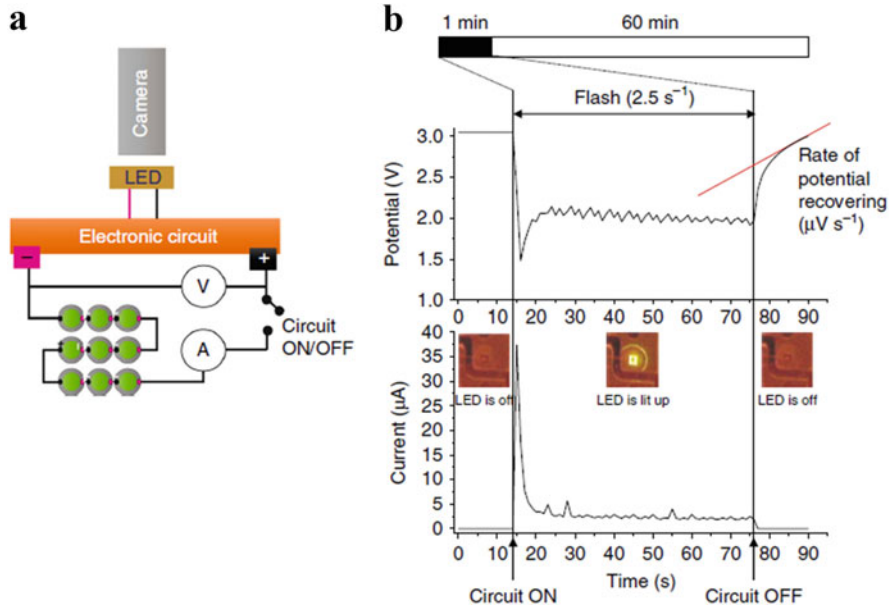 a
Camera
LED
Electronic circuit
−
+
V
A
Circuit
ON/OFF
b
1 min
60 min
Flash (2.5 s⁻¹)
Potential (V)
3.0
2.5
2.0
1.5
1.0
Rate of
potential
recovering
(μV s⁻¹)
0 10 20 30 40 50 60 70 80 90
Current (μA)
40
35
30
25
20
15
10
5
0
LED is off
LED is lit up
LED is off
0 10 20 30 40 50 60 70 80 90
Time (s)
Circuit ON
Circuit OFF